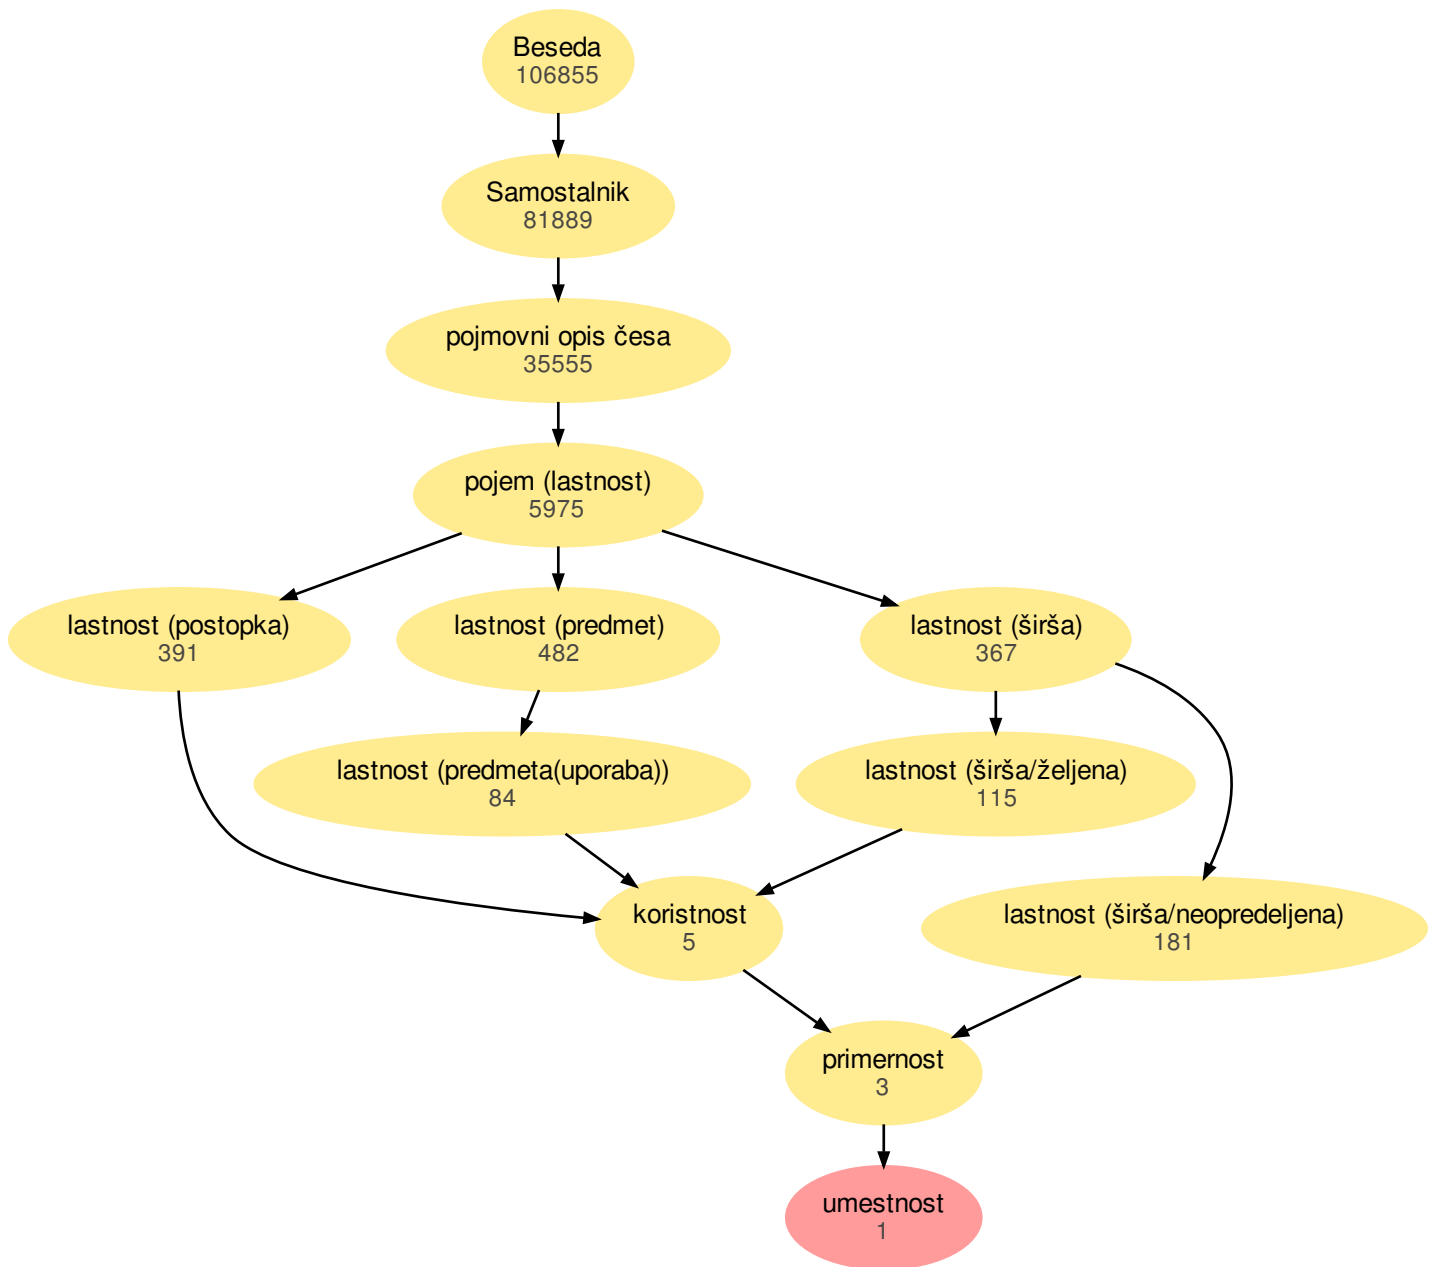 Beseda
106855
Samostalnik
81889
pojmovni opis česa
35555
pojem (lastnost)
5975
lastnost (postopka)
391
lastnost (predmet)
482
lastnost (širša)
367
lastnost (predmeta(uporaba))
84
lastnost (širša/željena)
115
koristnost
5
lastnost (širša/neopredeljena)
181
primernost
3
umestnost
1